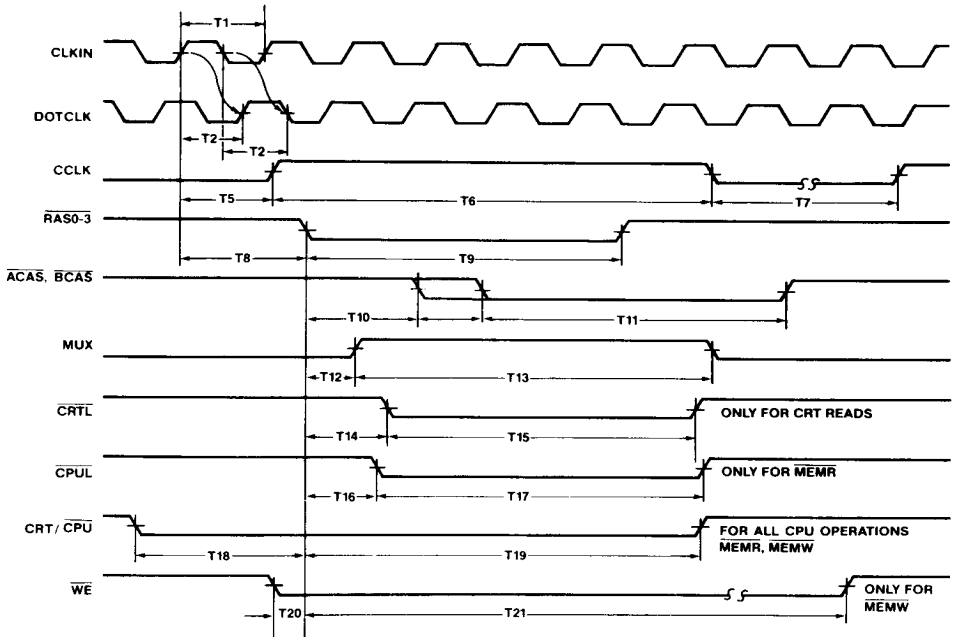 T1
CLKIN
DOTCLK
T2
T2
CCLK
T5
T6
T7
RAS0-3
T8
T9
ACAS, BCAS
T10
T11
MUX
T12
T13
CRTL
ONLY FOR CRT READS
T14
T15
CPUL
ONLY FOR MEMR
T16
T17
CRT/CPU
FOR ALL CPU OPERATIONS
MEMR, MEMW
T18
T19
WE
ONLY FOR
MEMW
T20
T21